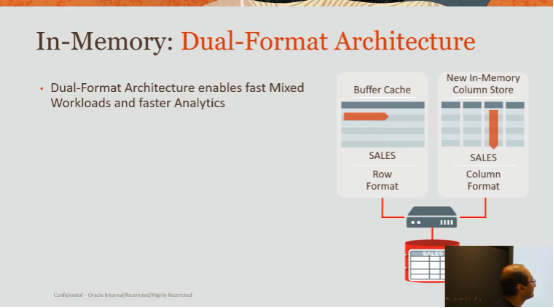 In-Memory: Dual-Format Architecture
• Dual-Format Architecture enables fast Mixed
Workloads and faster Analytics
Buffer Cache
SALES
Row
Format
New In-Memory
Column Store
SALES
Column
Format
SALES
Confidential – Oracle Internal/Restricted/Highly Restricted